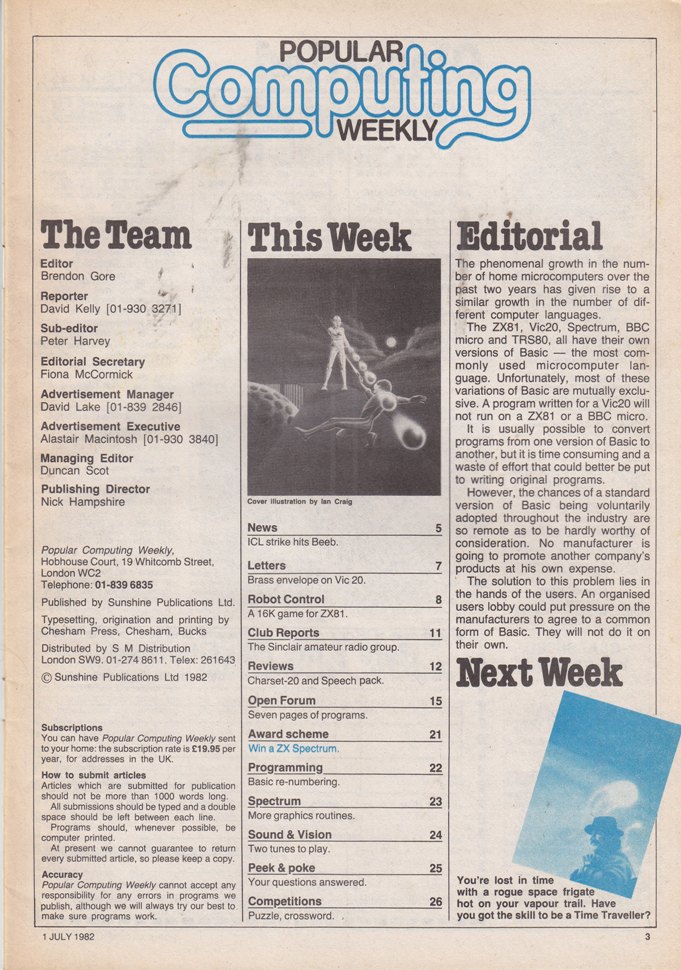 POPULAR
Computing
WEEKLY
The Team
Editor
Brendon Gore
Reporter
David Kelly [01-930 3271]
Sub-editor
Peter Harvey
Editorial Secretary
Fiona McCormick
Advertisement Manager
David Lake [01-839 2846]
Advertisement Executive
Alastair Macintosh [01-930 3840]
Managing Editor
Duncan Scot
Publishing Director
Nick Hampshire
Popular Computing Weekly,
Hobhouse Court, 19 Whitcomb Street,
London WC2
Telephone: 01-839 6835
Published by Sunshine Publications Ltd.
Typesetting, origination and printing by
Chesham Press, Chesham, Bucks
Distributed by S M Distribution
London SW9. 01-274 8611. Telex: 261643
© Sunshine Publications Ltd 1982
Subscriptions
You can have Popular Computing Weekly sent
to your home: the subscription rate is £19.95 per
year, for addresses in the UK.
How to submit articles
Articles which are submitted for publication
should not be more than 1000 words long.
All submissions should be typed and a double
space should be left between each line.
Programs should, whenever possible, be
computer printed.
At present we cannot guarantee to return
every submitted article, so please keep a copy.
Accuracy
Popular Computing Weekly cannot accept any
responsibility for any errors in programs we
publish, although we will always try our best to
make sure programs work.
This Week
Cover illustration by Ian Craig
News 5
ICL strike hits Beeb.
Letters 7
Brass envelope on Vic 20.
Robot Control 8
A 16K game for ZX81.
Club Reports 11
The Sinclair amateur radio group.
Reviews 12
Charset-20 and Speech pack.
Open Forum 15
Seven pages of programs.
Award scheme 21
Win a ZX Spectrum.
Programming 22
Basic re-numbering.
Spectrum 23
More graphics routines.
Sound & Vision 24
Two tunes to play.
Peek & poke 25
Your questions answered.
Competitions 26
Puzzle, crossword.
Editorial
The phenomenal growth in the num-
ber of home microcomputers over the
past two years has given rise to a
similar growth in the number of dif-
ferent computer languages.
The ZX81, Vic20, Spectrum, BBC
micro and TRS80, all have their own
versions of Basic — the most com-
monly used microcomputer lan-
guage. Unfortunately, most of these
variations of Basic are mutually exclu-
sive. A program written for a Vic20 will
not run on a ZX81 or a BBC micro.
It is usually possible to convert
programs from one version of Basic to
another, but it is time consuming and a
waste of effort that could better be put
to writing original programs.
However, the chances of a standard
version of Basic being voluntarily
adopted throughout the industry are
so remote as to be hardly worthy of
consideration. No manufacturer is
going to promote another company's
products at his own expense.
The solution to this problem lies in
the hands of the users. An organised
users lobby could put pressure on the
manufacturers to agree to a common
form of Basic. They will not do it on
their own.
Next Week
You're lost in time
with a rogue space frigate
hot on your vapour trail. Have
you got the skill to be a Time Traveller?
1 JULY 1982
3